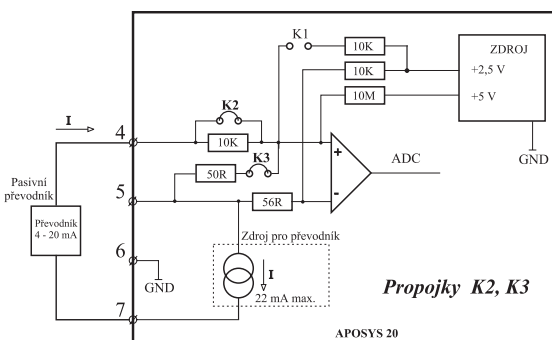 K1
10K
ZDROJ
10K
+2,5 V
K2
10M
+5 V
I
4
10K
+
ADC
GND
K3
50R
Pasivní
převodník
5
56R
-
Převodník
4 - 20 mA
Zdroj pro převodník
6
GND
I
22 mA max.
Propojky K2, K3
7
APOSYS 20